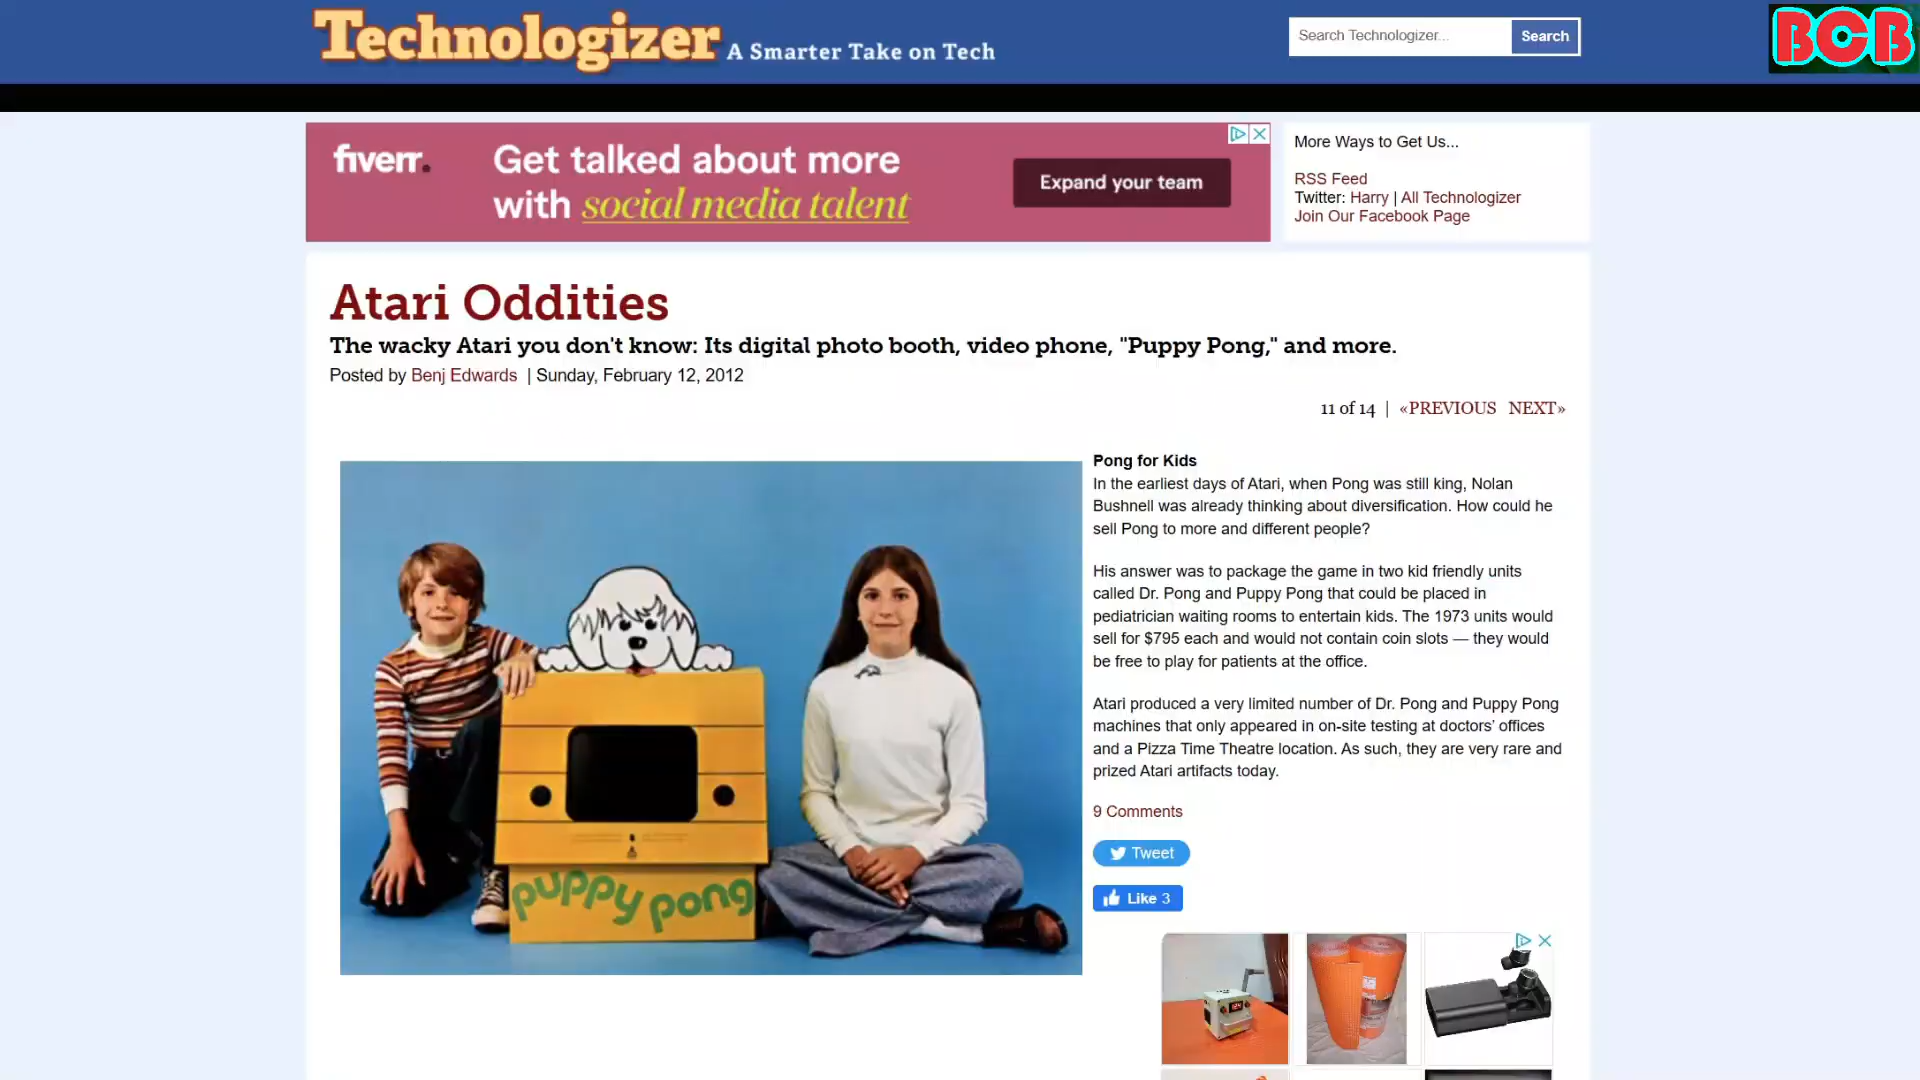 Technologizer A Smarter Take on Tech
Search Technologizer...
Search
BCB
fiverr.
Get talked about more
with social media talent
Expand your team
More Ways to Get Us...
RSS Feed
Twitter: Harry | All Technologizer
Join Our Facebook Page
Atari Oddities
The wacky Atari you don't know: Its digital photo booth, video phone, "Puppy Pong," and more.
Posted by Benj Edwards | Sunday, February 12, 2012
11 of 14 | «PREVIOUS NEXT»
puppy pong
Pong for Kids
In the earliest days of Atari, when Pong was still king, Nolan
Bushnell was already thinking about diversification. How could he
sell Pong to more and different people?
His answer was to package the game in two kid friendly units
called Dr. Pong and Puppy Pong that could be placed in
pediatrician waiting rooms to entertain kids. The 1973 units would
sell for $795 each and would not contain coin slots — they would
be free to play for patients at the office.
Atari produced a very limited number of Dr. Pong and Puppy Pong
machines that only appeared in on-site testing at doctors’ offices
and a Pizza Time Theatre location. As such, they are very rare and
prized Atari artifacts today.
9 Comments
Tweet
Like 3